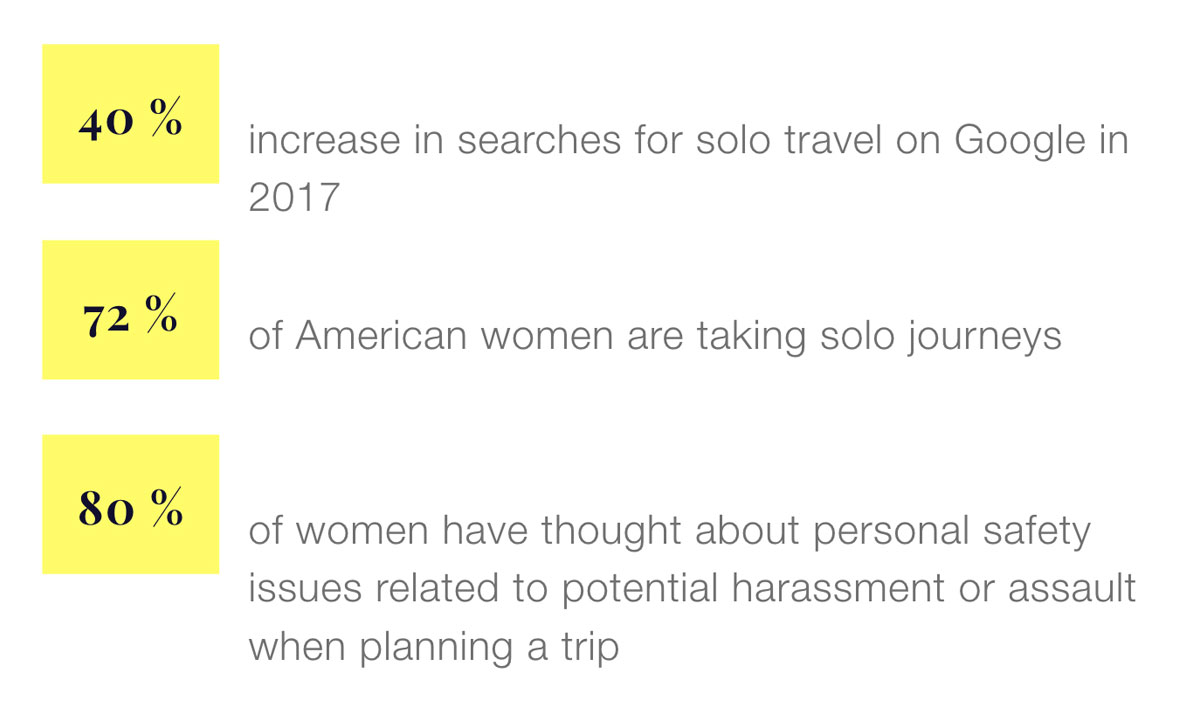 40 %
increase in searches for solo travel on Google in
2017
72 %
of American women are taking solo journeys
80 %
of women have thought about personal safety
issues related to potential harassment or assault
when planning a trip